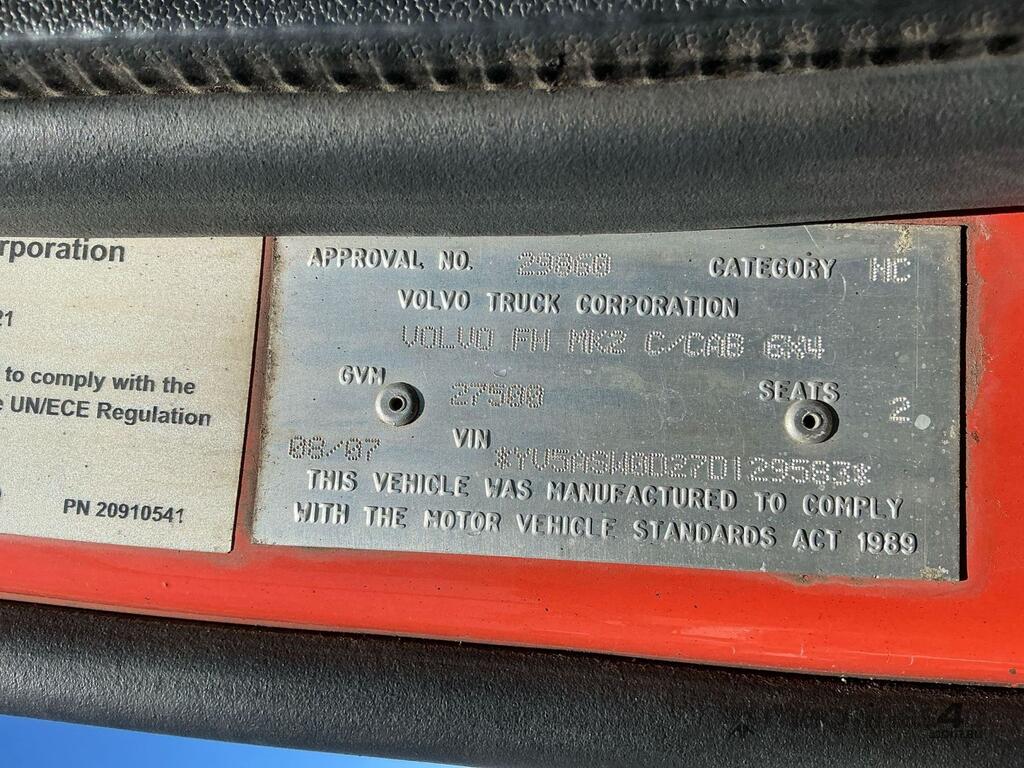 rporation
21
to comply with the
e UN/ECE Regulation
PN 20910541
APPROVAL NO. 29860 CATEGORY NC
VOLVO TRUCK CORPORATION
VOLVO FH MK2 C/CAB 6X4
GVM 27500 SEATS 2
08/07 VIN *YV5ASW0D27D129583*
THIS VEHICLE WAS MANUFACTURED TO COMPLY
WITH THE MOTOR VEHICLE STANDARDS ACT 1989